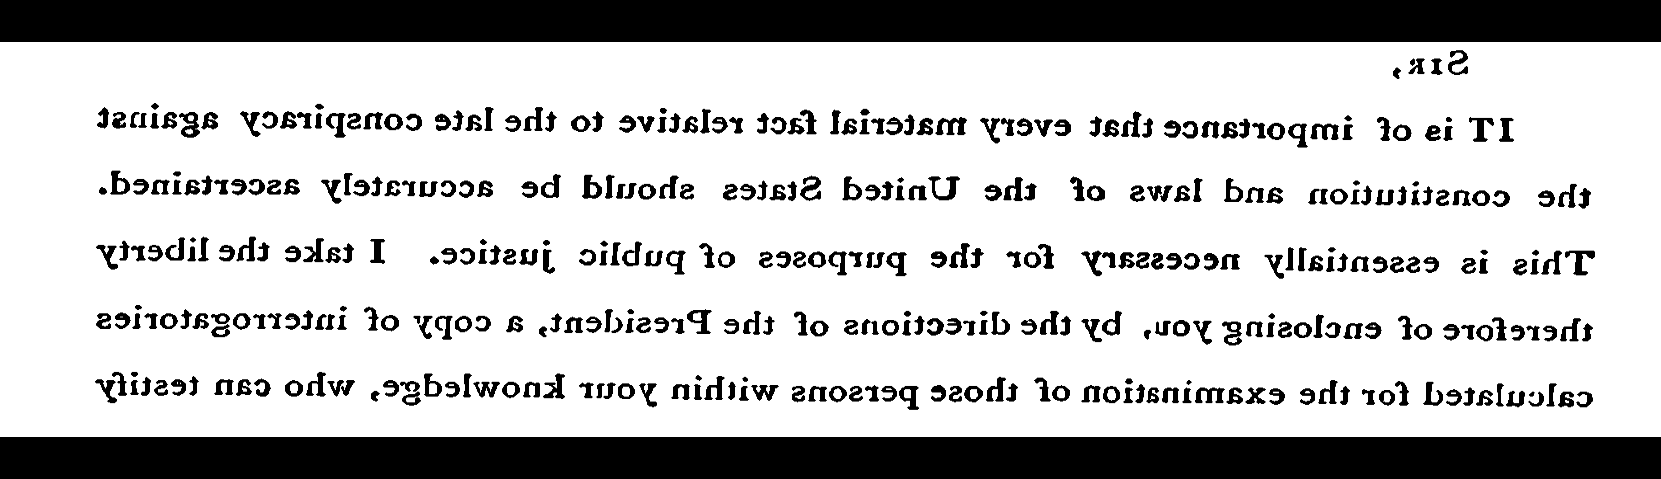 SIR,
IT is of importance that every material fact relative to the late conspiracy against
the constitution and laws of the United States should be accurately ascertained.
This is essentially necessary for the purposes of public justice. I take the liberty
therefore of enclosing you, by the directions of the President, a copy of interrogatories
calculated for the examination of those persons within your knowledge, who can testify